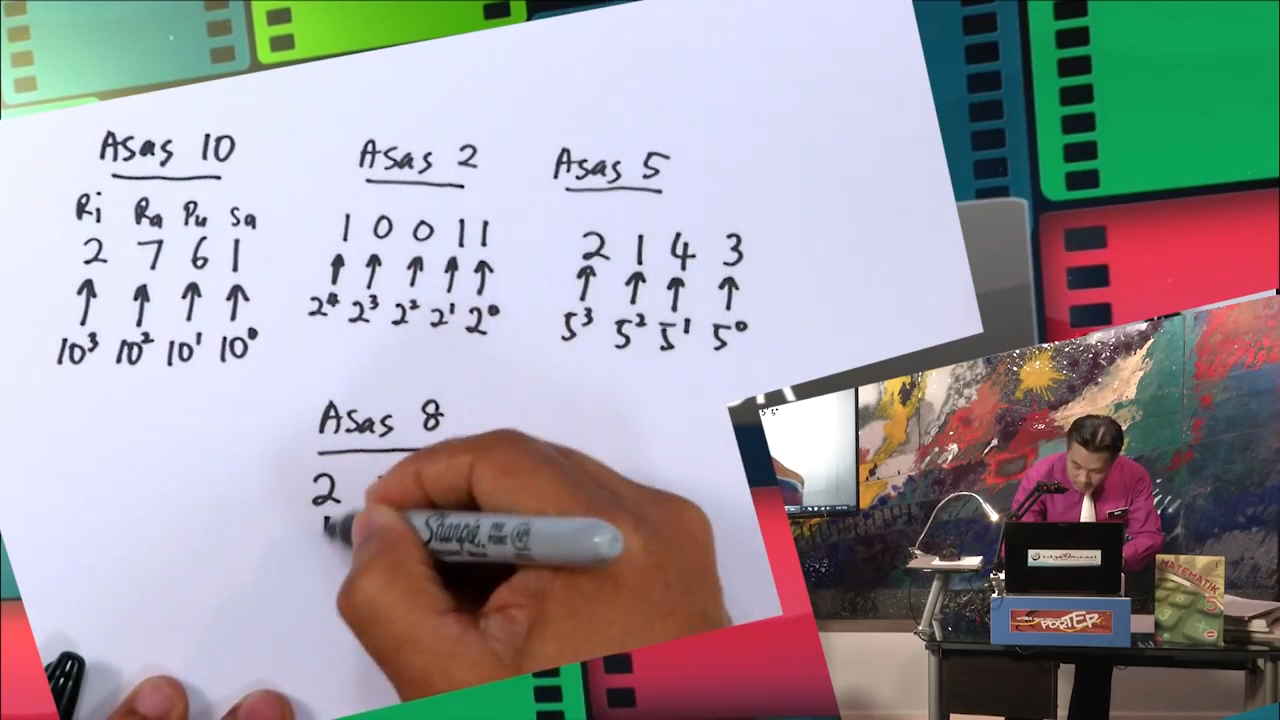 Asas 10
Ri Ra Pu Sa
2 7 6 1
↑ ↑ ↑ ↑
10³ 10² 10¹ 10⁰
Asas 2
1 0 0 1 1
↑ ↑ ↑ ↑ ↑
2⁴ 2³ 2² 2¹ 2⁰
Asas 5
2 1 4 3
↑ ↑ ↑ ↑
5³ 5² 5¹ 5⁰
Asas 8
2
Sharpie
MATEMATIK
PORTER